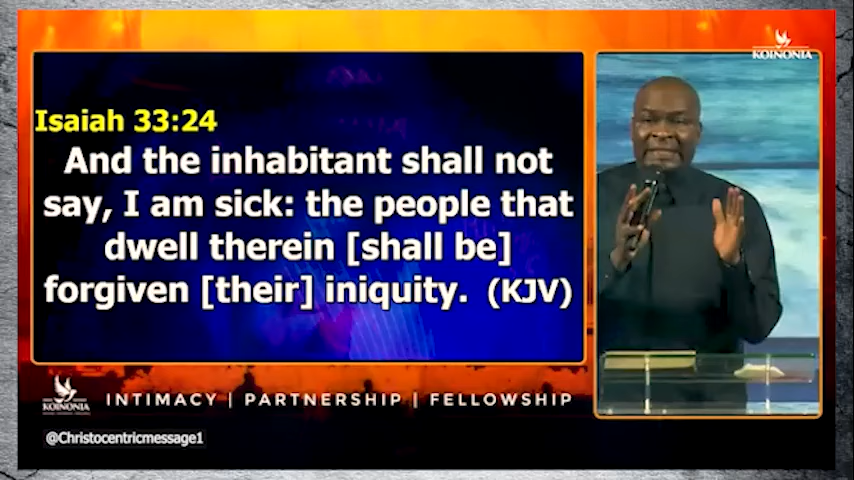 KOINONIA
Isaiah 33:24
And the inhabitant shall not
say, I am sick: the people that
dwell therein [shall be]
forgiven [their] iniquity. (KJV)
KOINONIA
INTIMACY | PARTNERSHIP | FELLOWSHIP
@Christocentricmessage1